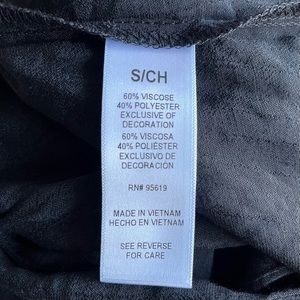 S/CH
60% VISCOSE
40% POLYESTER
EXCLUSIVE OF
DECORATION
60% VISCOSA
40% POLIÉSTER
EXCLUSIVO DE
DECORACIÓN
RN# 95619
MADE IN VIETNAM
HECHO EN VIETNAM
SEE REVERSE
FOR CARE